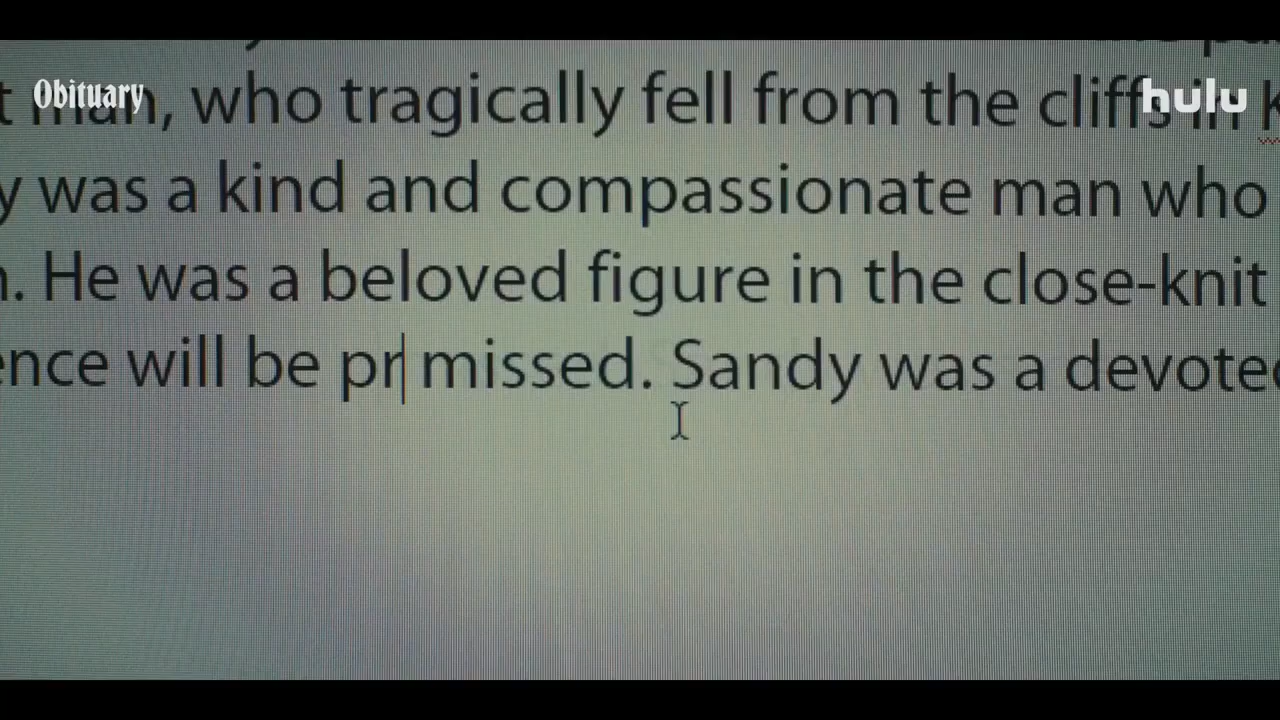 Obituary
hulu
t man, who tragically fell from the cliffs in K
y was a kind and compassionate man who
. He was a beloved figure in the close-knit
ence will be pr missed. Sandy was a devoted